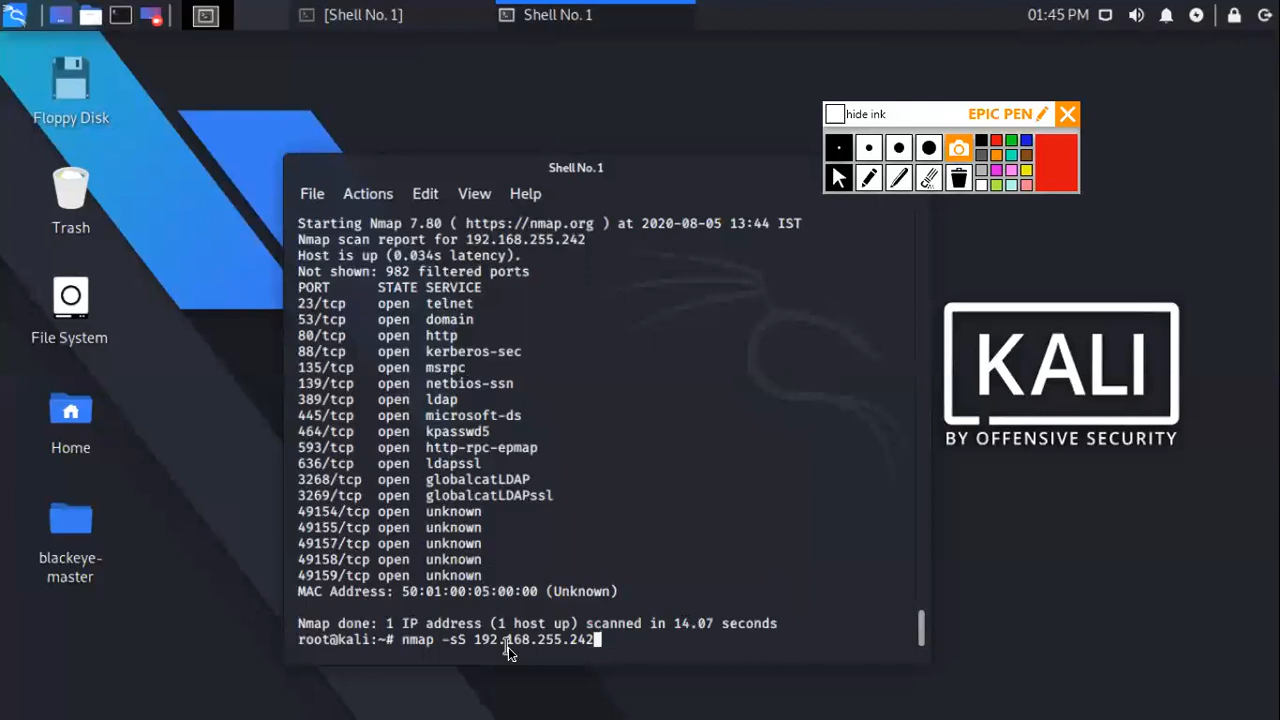 [Shell No. 1]
Shell No. 1
01:45 PM
Floppy Disk
Trash
File System
Home
blackeye-
master
hide ink
EPIC PEN
Shell No.1
File Actions Edit View Help
Starting Nmap 7.80 ( https://nmap.org ) at 2020-08-05 13:44 IST
Nmap scan report for 192.168.255.242
Host is up (0.034s latency).
Not shown: 982 filtered ports
PORT STATE SERVICE
23/tcp open telnet
53/tcp open domain
80/tcp open http
88/tcp open kerberos-sec
135/tcp open msrpc
139/tcp open netbios-ssn
389/tcp open ldap
445/tcp open microsoft-ds
464/tcp open kpasswd5
593/tcp open http-rpc-epmap
636/tcp open ldapssl
3268/tcp open globalcatLDAP
3269/tcp open globalcatLDAPssl
49154/tcp open unknown
49155/tcp open unknown
49157/tcp open unknown
49158/tcp open unknown
49159/tcp open unknown
MAC Address: 50:01:00:05:00:00 (Unknown)
Nmap done: 1 IP address (1 host up) scanned in 14.07 seconds
root@kali:~# nmap -sS 192.168.255.242
KALI
BY OFFENSIVE SECURITY